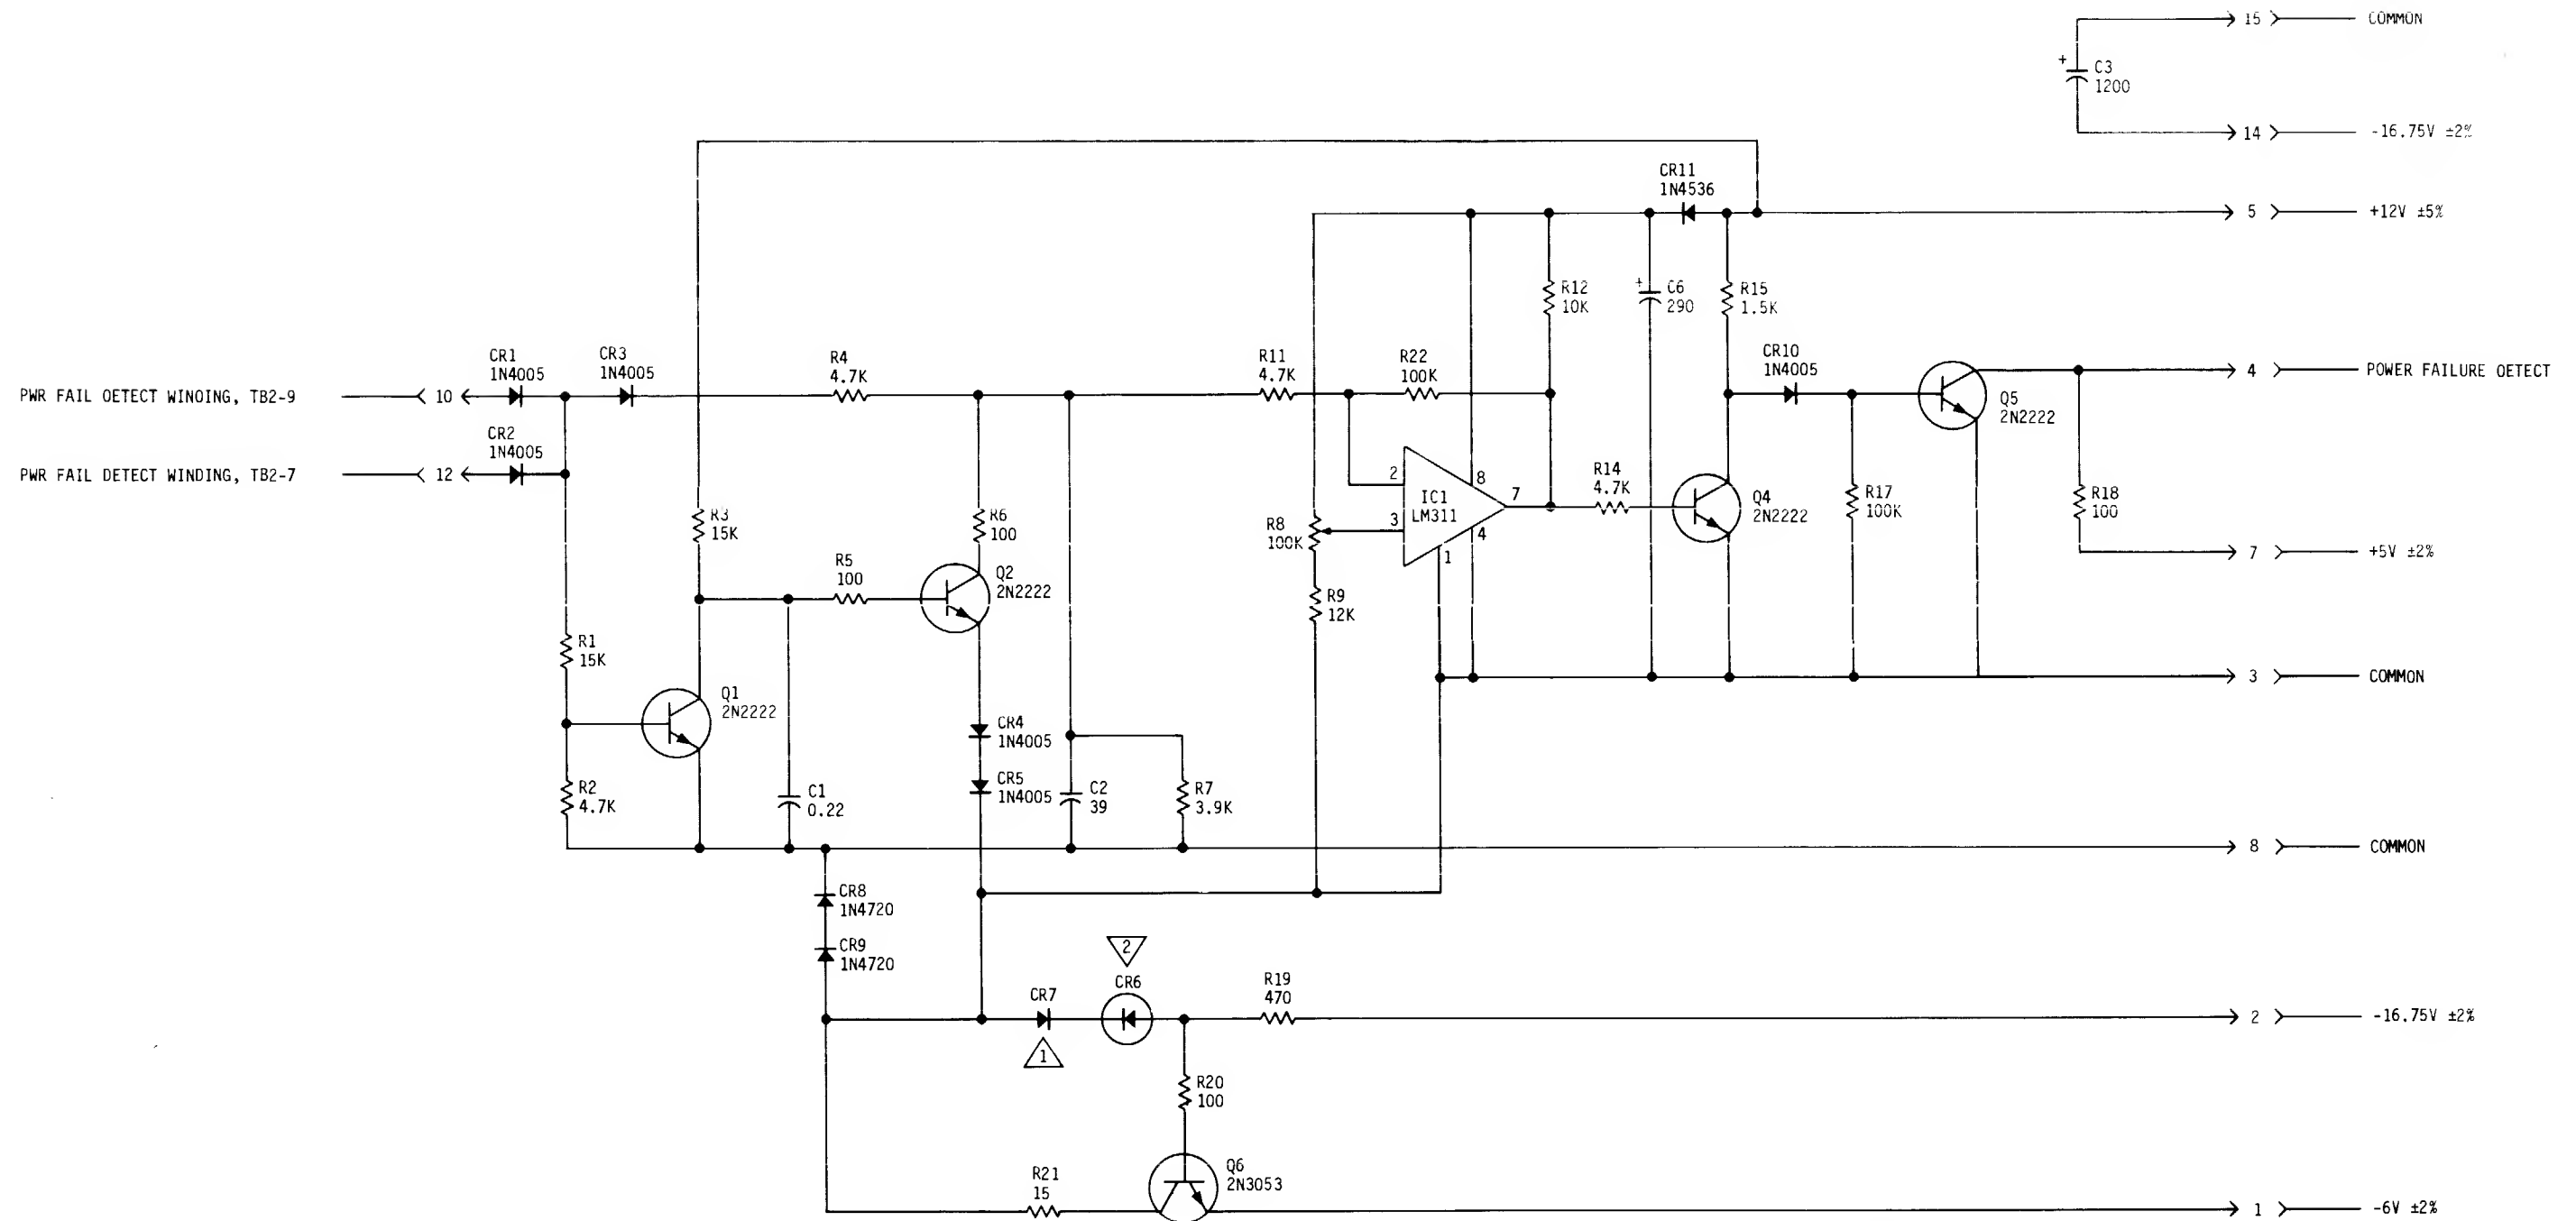 15 COMMON
+ C3
1200
14 -16.75V ±2%
CR11
1N4536
5 +12V ±5%
R12
10K
+ C6
290
R15
1.5K
CR1
1N4005
CR3
1N4005
R4
4.7K
R11
4.7K
R22
100K
CR10
1N4005
4 POWER FAILURE OETECT
PWR FAIL OETECT WINOING, TB2-9 10
Q5
2N2222
CR2
1N4005
PWR FAIL DETECT WINDING, TB2-7 12
2
8
IC1
LM311
7
3
4
1
R14
4.7K
Q4
2N2222
R17
100K
R18
100
R3
15K
R6
100
R8
100K
7 +5V ±2%
R5
100
Q2
2N2222
R9
12K
R1
15K
3 COMMON
Q1
2N2222
CR4
1N4005
R2
4.7K
C1
0.22
CR5
1N4005
C2
39
R7
3.9K
8 COMMON
CR8
1N4720
CR9
1N4720
2
CR7
CR6
R19
470
2 -16.75V ±2%
1
R20
100
R21
15
Q6
2N3053
1 -6V ±2%